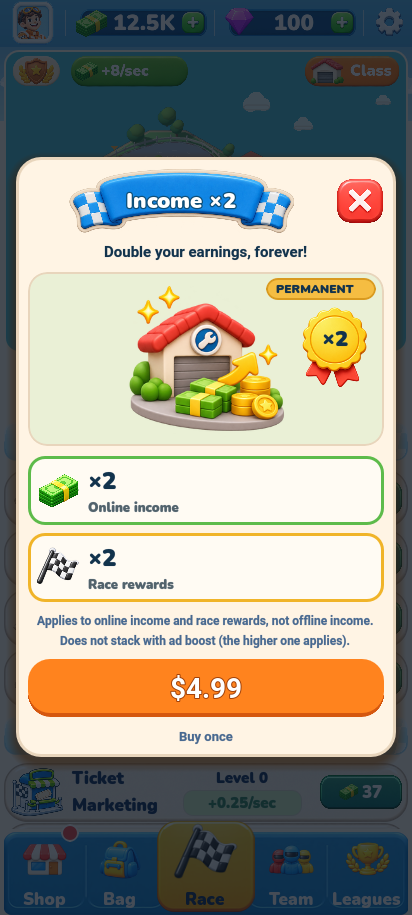 12.5K
100
+8/sec
Class
Income ×2
Double your earnings, forever!
PERMANENT
×2
×2
Online income
×2
Race rewards
Applies to online income and race rewards, not offline income.
Does not stack with ad boost (the higher one applies).
$4.99
Buy once
Ticket
Marketing
Level 0
+0.25/sec
37
Shop
Bag
Race
Team
Leagues